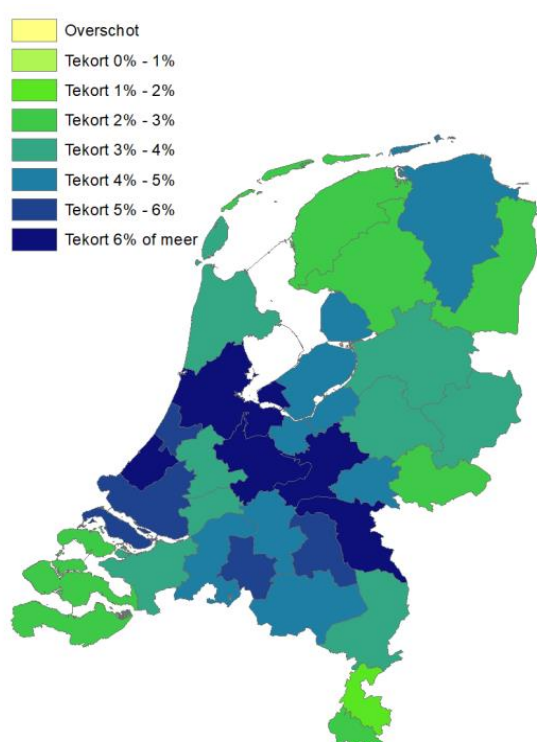 Overschot
Tekort 0% - 1%
Tekort 1% - 2%
Tekort 2% - 3%
Tekort 3% - 4%
Tekort 4% - 5%
Tekort 5% - 6%
Tekort 6% of meer